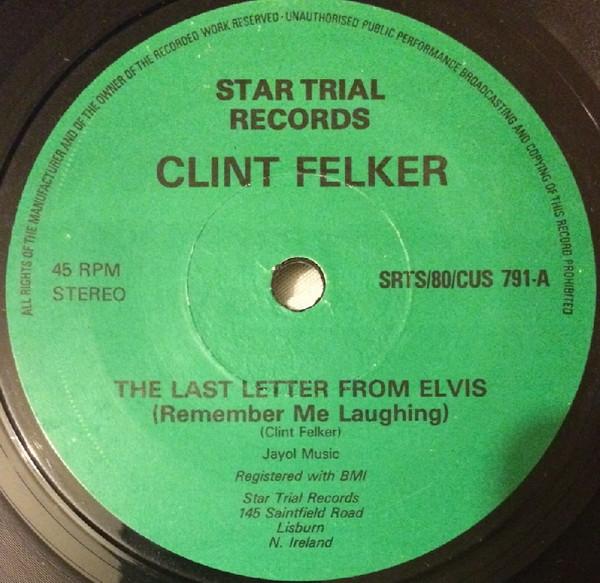 ALL RIGHTS OF THE MANUFACTURER AND OF THE OWNER OF THE RECORDED WORK RESERVED · UNAUTHORISED PUBLIC PERFORMANCE BROADCASTING AND COPYING OF THIS RECORD PROHIBITED
STAR TRIAL
RECORDS
CLINT FELKER
45 RPM
STEREO
SRTS/80/CUS 791-A
THE LAST LETTER FROM ELVIS
(Remember Me Laughing)
(Clint Felker)
Jayol Music
Registered with BMI
Star Trial Records
145 Saintfield Road
Lisburn
N. Ireland